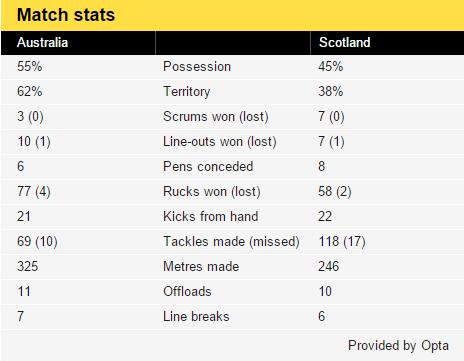 Match stats
Australia Scotland
55% Possession 45%
62% Territory 38%
3 (0) Scrums won (lost) 7 (0)
10 (1) Line-outs won (lost) 7 (1)
6 Pens conceded 8
77 (4) Rucks won (lost) 58 (2)
21 Kicks from hand 22
69 (10) Tackles made (missed) 118 (17)
325 Metres made 246
11 Offloads 10
7 Line breaks 6
Provided by Opta